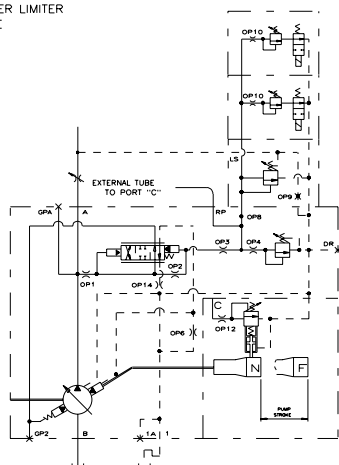 ER LIMITER
E
OP10
OP10
LS
EXTERNAL TUBE
TO PORT "C"
OP9
GPA
A
RP
OP8
OP3
OP4
DR
OP1
OP2
OP14
C
OP12
OP6
N
F
PUMP
STROKE
GP2
B
1A
1